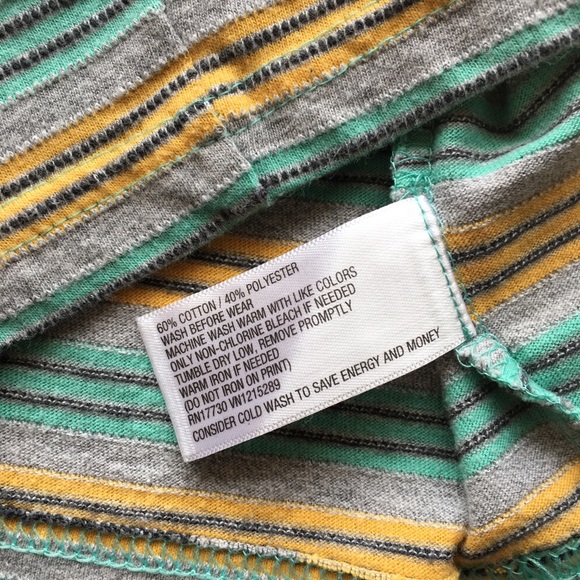 60% COTTON / 40% POLYESTER
WASH BEFORE WEAR
MACHINE WASH WARM WITH LIKE COLORS
ONLY NON-CHLORINE BLEACH IF NEEDED
TUMBLE DRY LOW, REMOVE PROMPTLY
WARM IRON IF NEEDED
(DO NOT IRON ON PRINT)
RN17730 VN1215289
CONSIDER COLD WASH TO SAVE ENERGY AND MONEY